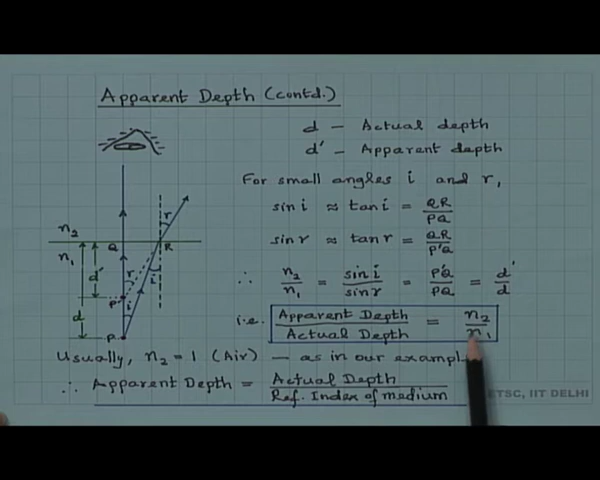 Apparent Depth (contd.)
d – Actual depth
d' – Apparent depth
For small angles i and r,
sin i ≈ tan i = QR/PQ
sin r ≈ tan r = QR/P'Q
∴ n₂/n₁ = sin i/sin r = P'Q/PQ = d'/d
i.e. Apparent Depth/Actual Depth = n₂/n₁
Usually, n₂ = 1 (Air) — as in our example
∴ Apparent Depth = Actual Depth/Ref. Index of medium
n₂
n₁
Q
R
r
r
i
i
d'
d
P'
P
ETSC, IIT DELHI